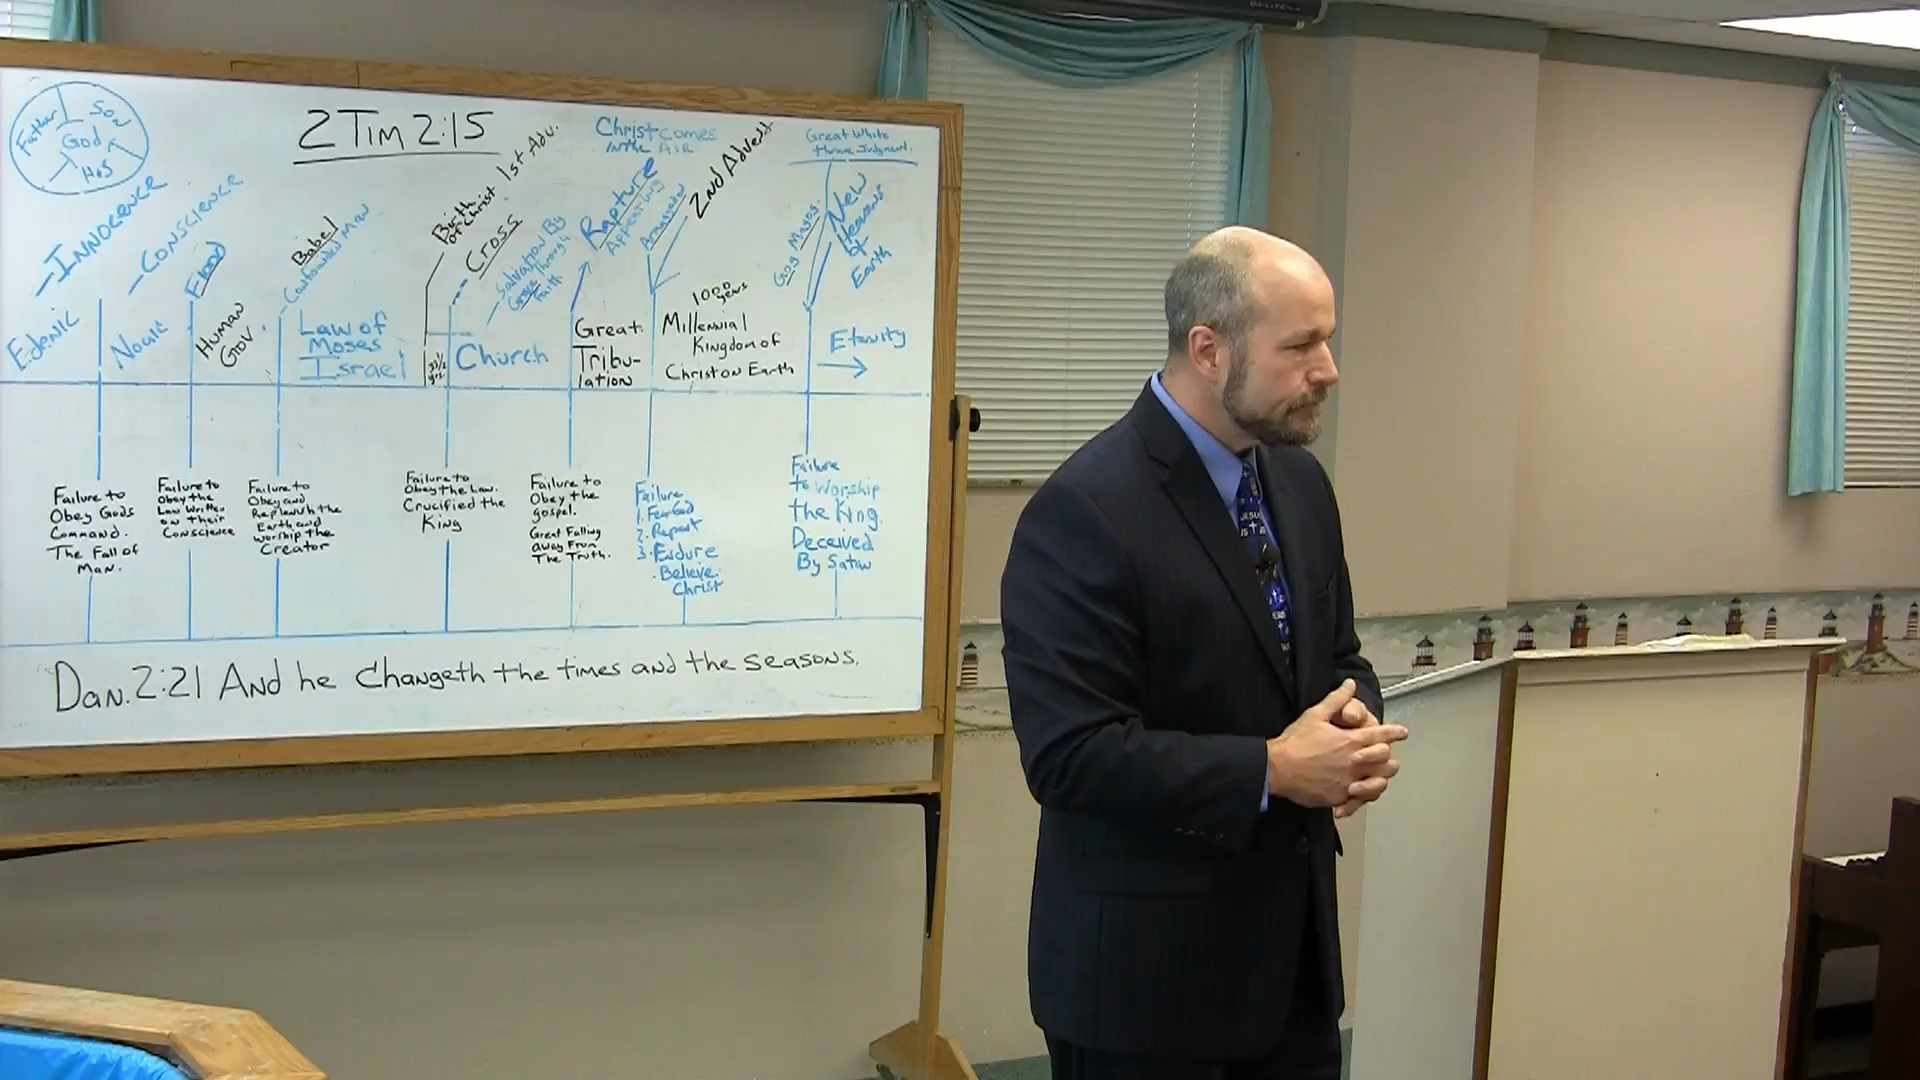 Father
Son
God
HoS
2 Tim 2:15
Christ comes
in the Air
Great White
Throne Judgment.
-Innocence
-Conscience
Flood
Babel
Confounded Man
Birth
of Christ 1st Adv.
Cross
-Salvation By
Grace Through
Faith
Rapture
Appearing
Armageddon
2nd Advent
Gog Magog
New
Heavens
&
Earth
Edenic
Noaic
Human
Gov.
Law of
Moses
Israel
33 1/2
yrs.
Church
Great
Tribu-
lation
1000
years
Millennial
Kingdom of
Christ on Earth
Eternity
Failure to
Obey Gods
Command.
The Fall of
Man.
Failure to
Obey the
Law Written
on their
Conscience
Failure to
Obey and
Replenish the
Earth and
Worship the
Creator
Failure to
Obey the Law.
Crucified the
King
Failure to
Obey the
gospel.
Great Falling
away From
The Truth.
Failure
1. Fear God
2. Repent
3. Endure
. Believe
Christ
Failure
to Worship
the King.
Deceived
By Satan
Dan. 2:21 And he changeth the times and the seasons.
JESUS